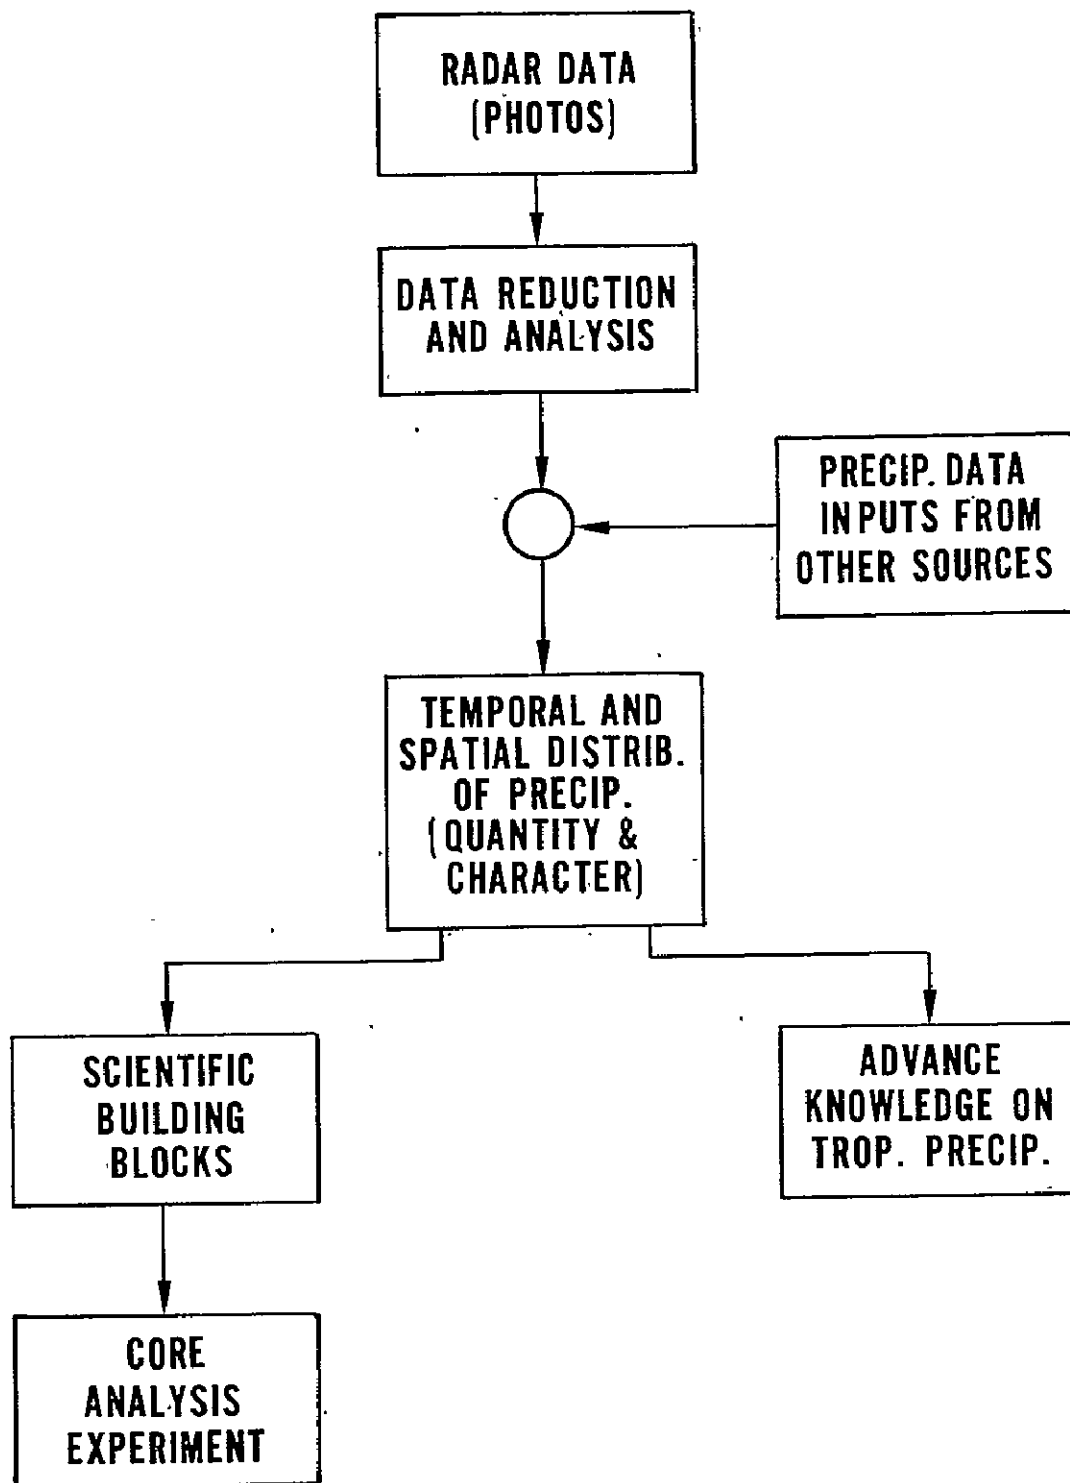 RADAR DATA
(PHOTOS)
DATA REDUCTION
AND ANALYSIS
PRECIP. DATA
INPUTS FROM
OTHER SOURCES
TEMPORAL AND
SPATIAL DISTRIB.
OF PRECIP.
(QUANTITY &
CHARACTER)
SCIENTIFIC
BUILDING
BLOCKS
ADVANCE
KNOWLEDGE ON
TROP. PRECIP.
CORE
ANALYSIS
EXPERIMENT